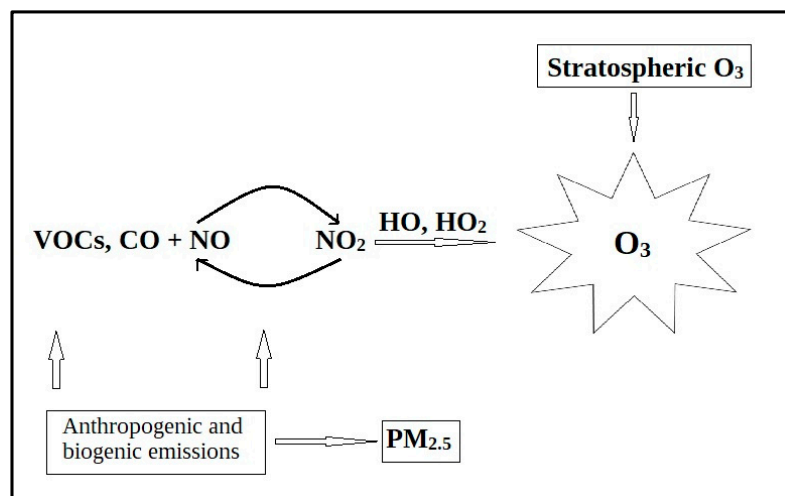 Stratospheric O₃
VOCs, CO + NO
NO₂
HO, HO₂
O₃
Anthropogenic and
biogenic emissions
PM₂.₅